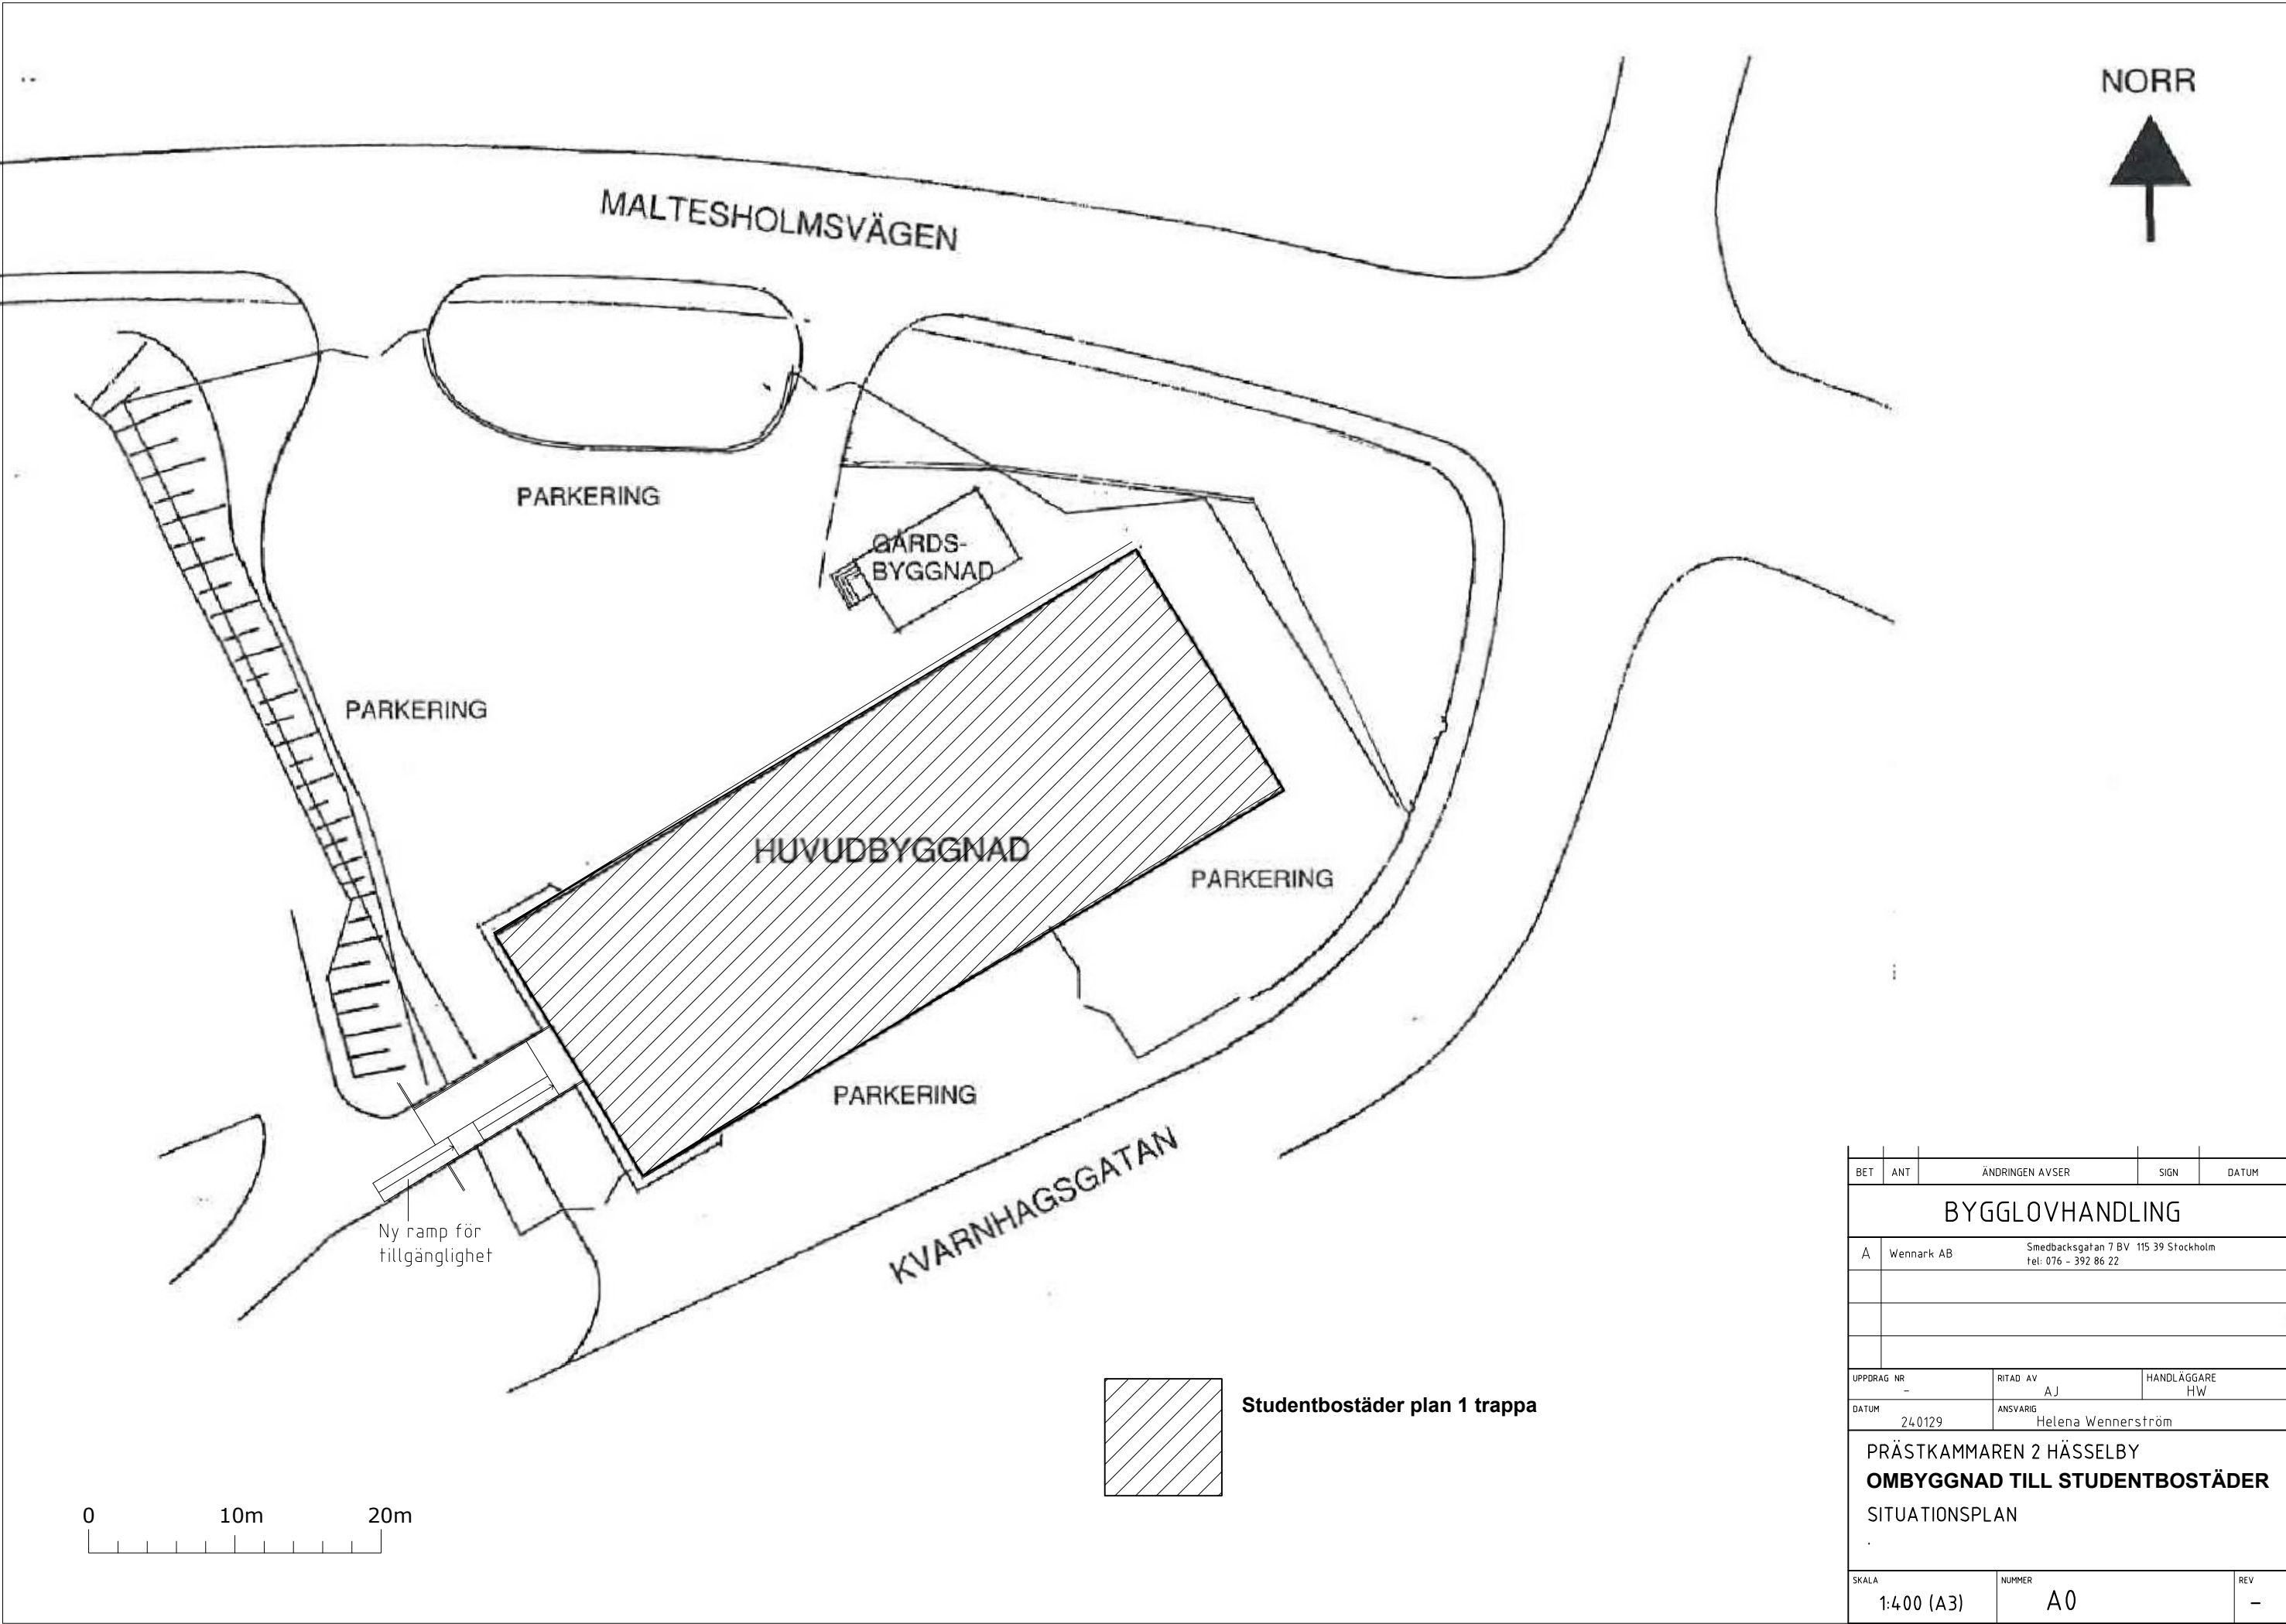 NORR
MALTESHOLMSVÄGEN
PARKERING
GÅRDS-
BYGGNAD
PARKERING
HUVUDBYGGNAD
PARKERING
PARKERING
KVARNHAGSGATAN
Ny ramp för
tillgänglighet
Studentbostäder plan 1 trappa
0 10m 20m
BET ANT ÄNDRINGEN AVSER SIGN DATUM
BYGGLOVHANDLING
A Wennark AB Smedbacksgatan 7 BV 115 39 Stockholm
tel: 076 - 392 86 22
UPPDRAG NR RITAD AV HANDLÄGGARE
- AJ HW
DATUM ANSVARIG
240129 Helena Wennerström
PRÄSTKAMMAREN 2 HÄSSELBY
OMBYGGNAD TILL STUDENTBOSTÄDER
SITUATIONSPLAN
.
SKALA NUMMER REV
1:400 (A3) A0 -